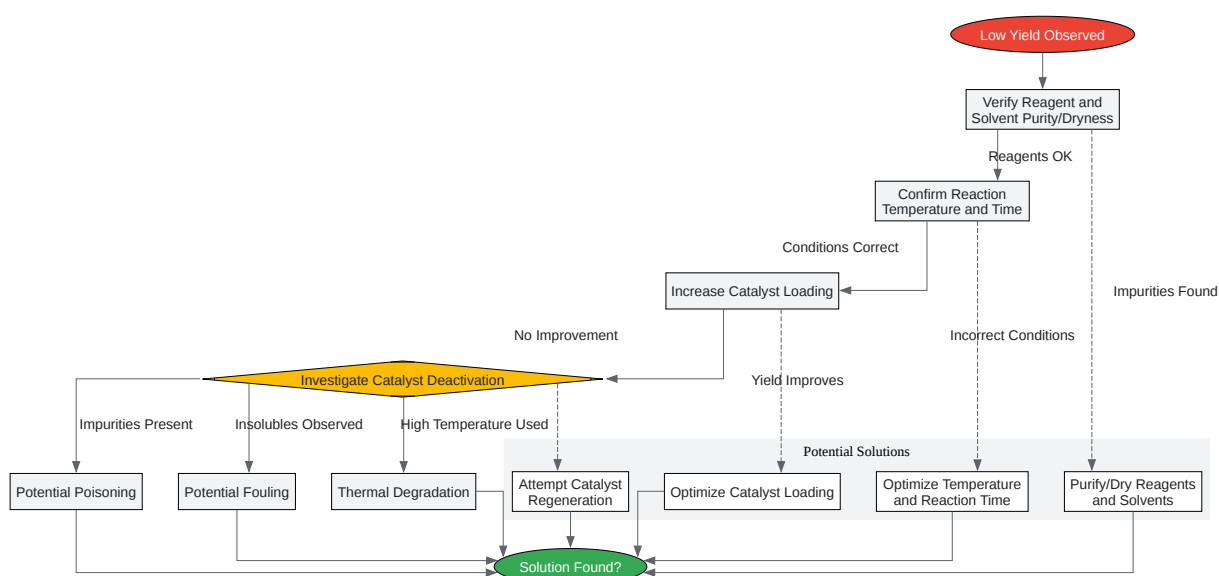 Low Yield Observed
Verify Reagent and
Solvent Purity/Dryness
Reagents OK
Confirm Reaction
Temperature and Time
Conditions Correct
Increase Catalyst Loading
Impurities Found
No Improvement
Incorrect Conditions
Investigate Catalyst Deactivation
Yield Improves
Impurities Present
Insolubles Observed
High Temperature Used
Potential Solutions
Potential Poisoning
Potential Fouling
Thermal Degradation
Attempt Catalyst
Regeneration
Optimize Catalyst Loading
Optimize Temperature
and Reaction Time
Purify/Dry Reagents
and Solvents
Solution Found?